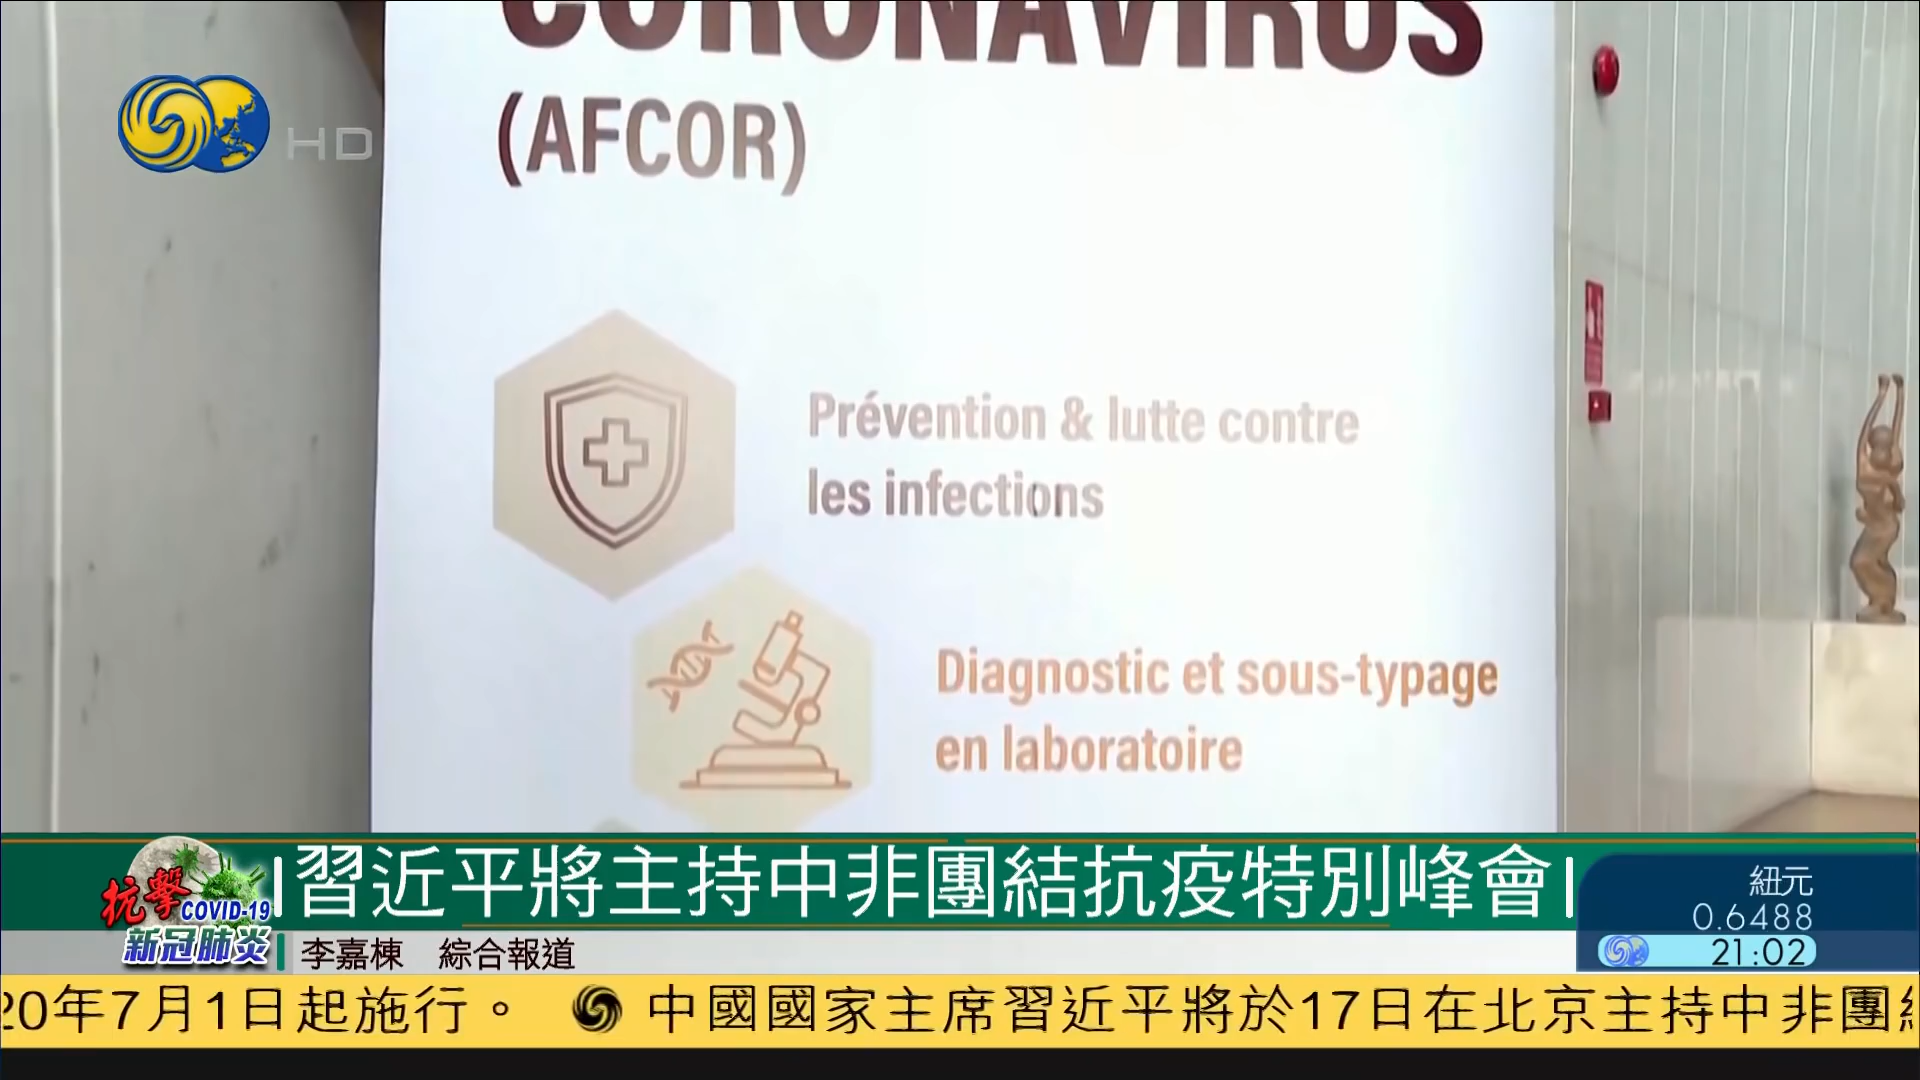 CORONAVIRUS
(AFCOR)
HD
Prévention & lutte contre
les infections
Diagnostic et sous-typage
en laboratoire
習近平將主持中非團結抗疫特別峰會
抗擊
COVID-19
新冠肺炎
李嘉棟 綜合報道
紐元
0.6488
21:02
20年7月1日起施行。 中國國家主席習近平將於17日在北京主持中非團結